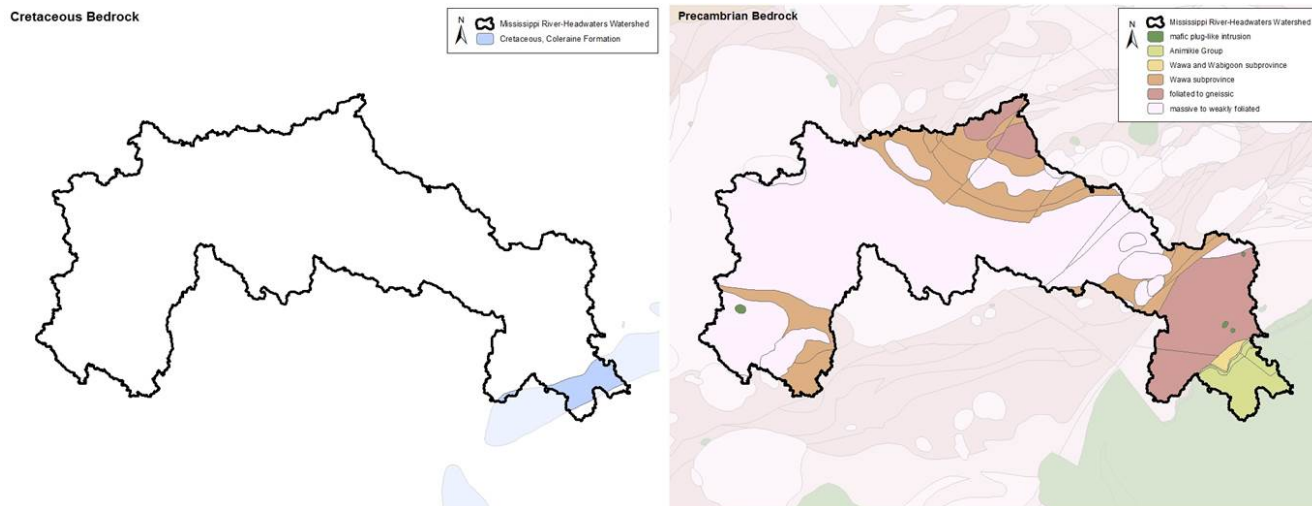 Cretaceous Bedrock
N
Mississippi River-Headwaters Watershed
Cretaceous, Coleraine Formation
Precambrian Bedrock
N
Mississippi River-Headwaters Watershed
mafic plug-like intrusion
Animikie Group
Wawa and Wabigoon subprovince
Wawa subprovince
foliated to gneissic
massive to weakly foliated